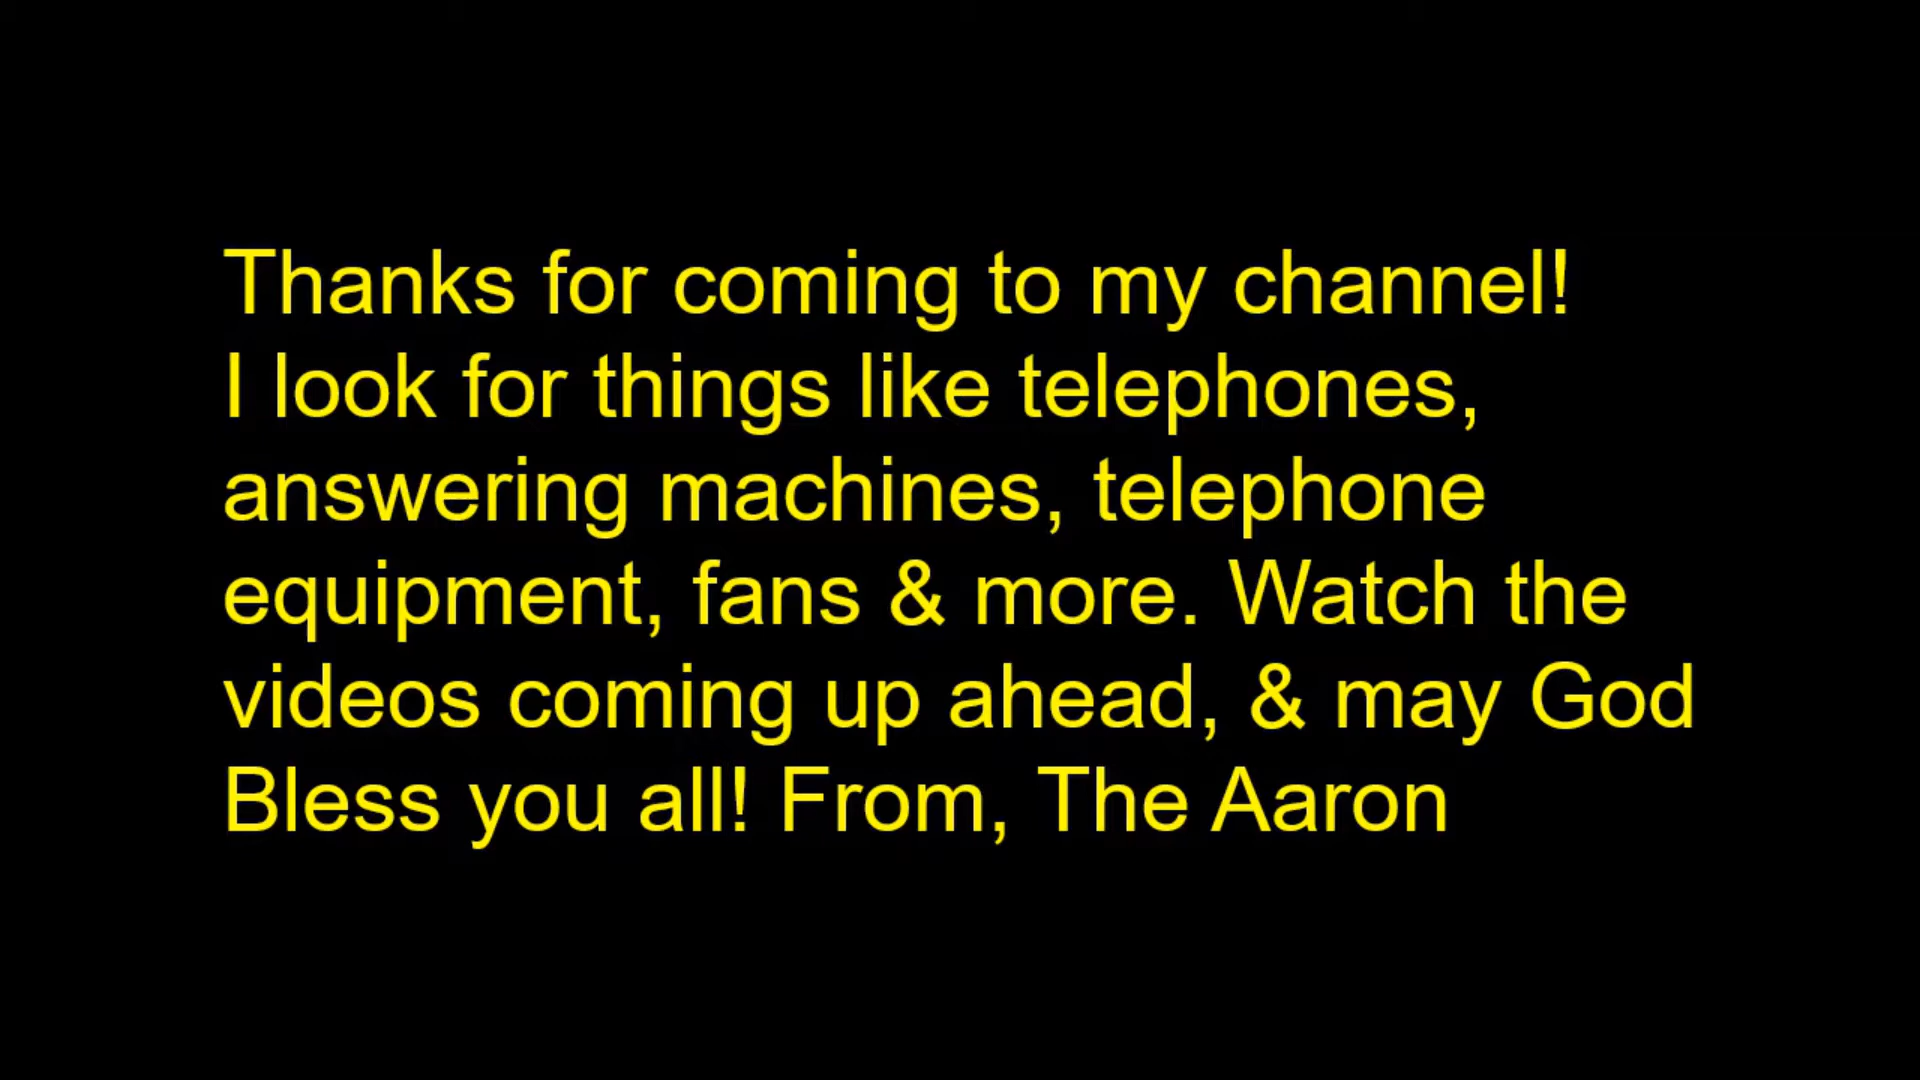 Thanks for coming to my channel!
I look for things like telephones,
answering machines, telephone
equipment, fans & more. Watch the
videos coming up ahead, & may God
Bless you all! From, The Aaron